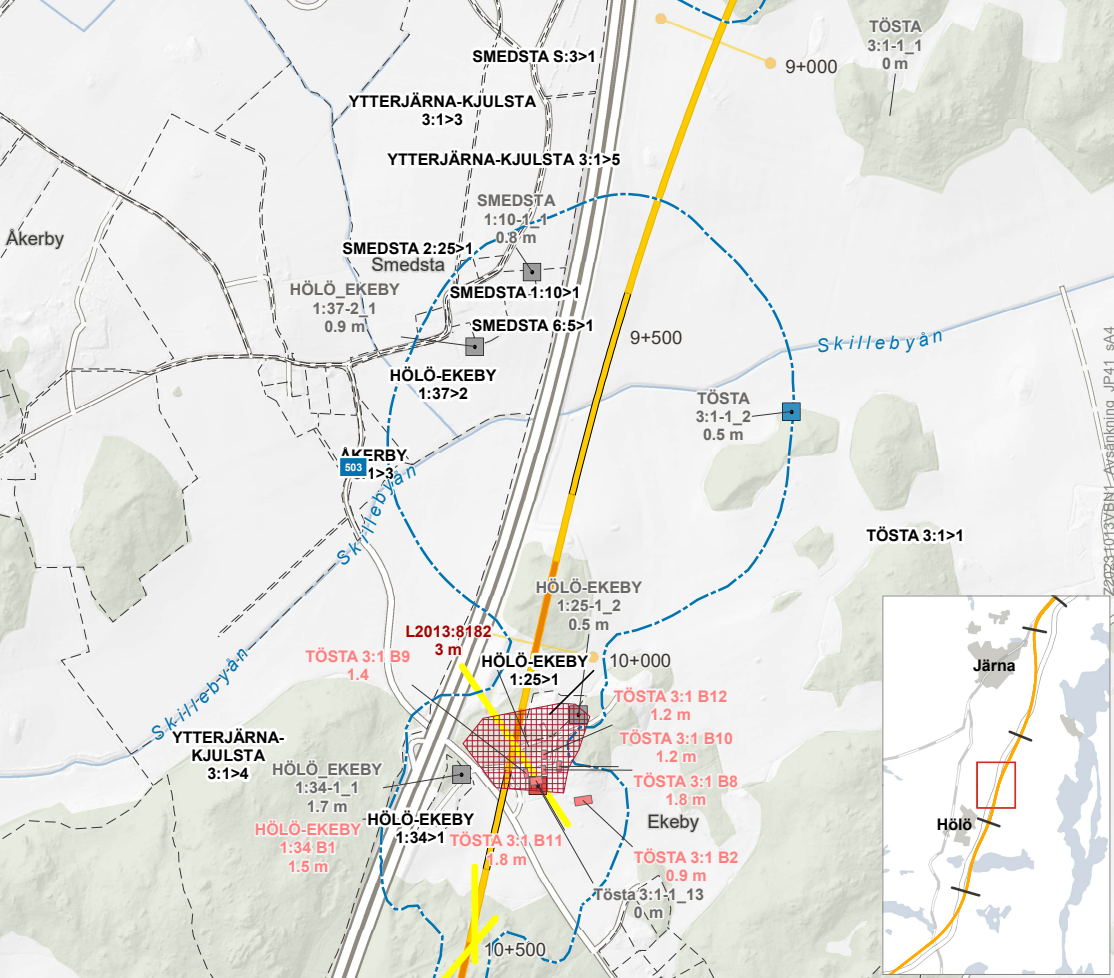 TÖSTA
3:1-1_1
0 m
SMEDSTA S:3>1
9+000
YTTERJÄRNA-KJULSTA
3:1>3
YTTERJÄRNA-KJULSTA 3:1>5
SMEDSTA
1:10-1_1
0.8 m
Åkerby
SMEDSTA 2:25>1
Smedsta
HÖLÖ_EKEBY
1:37-2_1
0.9 m
SMEDSTA 1:10>1
SMEDSTA 6:5>1
9+500
Skillebyån
HÖLÖ-EKEBY
1:37>2
TÖSTA
3:1-1_2
0.5 m
ÅKERBY
1>3
503
Skillebyån
TÖSTA 3:1>1
Z20231013VBN1_Avsänkning_JP41_sA4
HÖLÖ-EKEBY
1:25-1_2
0.5 m
L2013:8182
3 m
TÖSTA 3:1 B9
1.4
HÖLÖ-EKEBY
1:25>1
10+000
Skillebyån
TÖSTA 3:1 B12
1.2 m
TÖSTA 3:1 B10
1.2 m
YTTERJÄRNA-
KJULSTA
3:1>4
HÖLÖ_EKEBY
1:34-1_1
1.7 m
TÖSTA 3:1 B8
1.8 m
Ekeby
HÖLÖ-EKEBY
1:34>1
HÖLÖ-EKEBY
1:34 B1
1.5 m
TÖSTA 3:1 B11
1.8 m
TÖSTA 3:1 B2
0.9 m
Tösta 3:1-1_13
0 m
10+500
Järna
Hölö